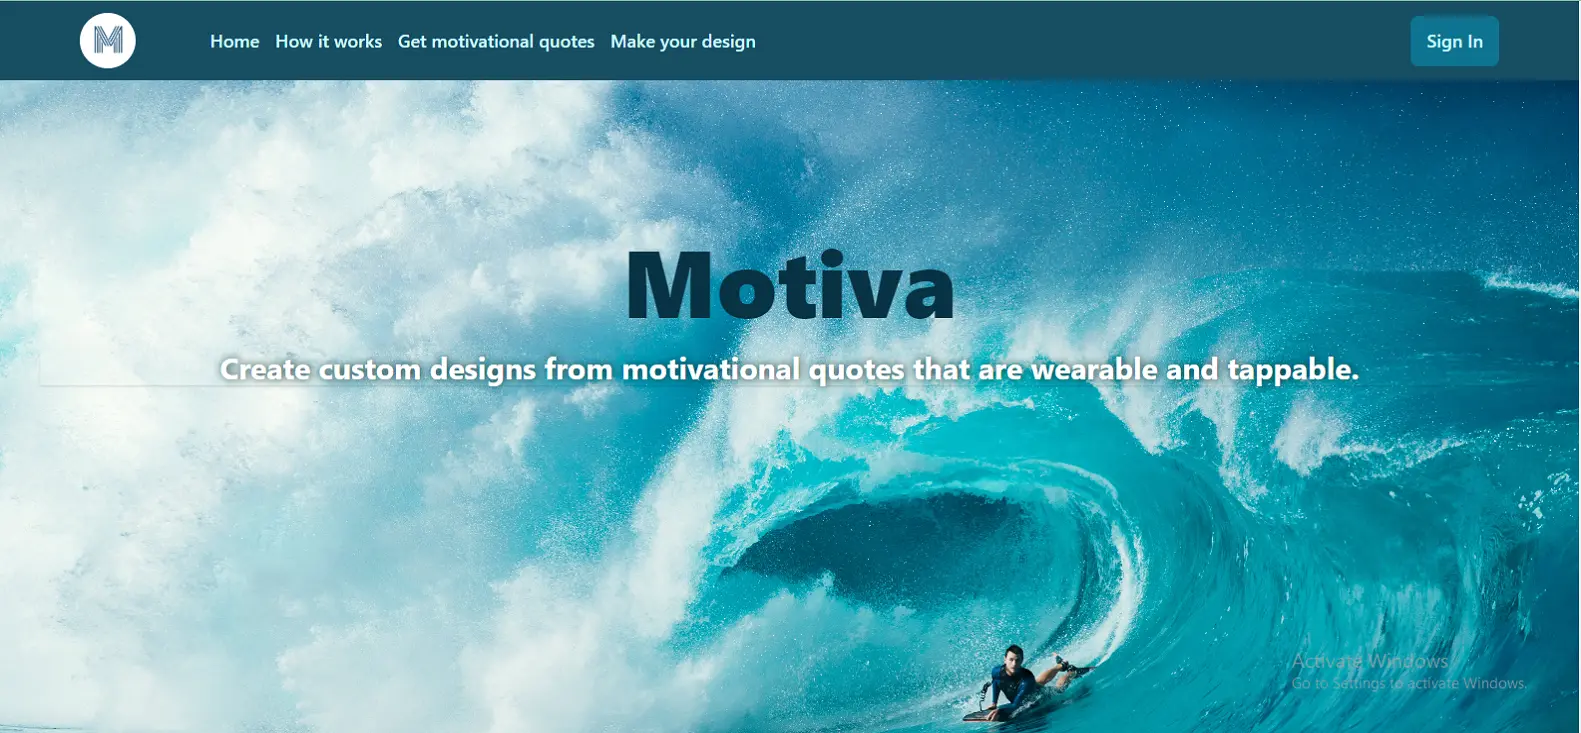 M
Home How it works Get motivational quotes Make your design Sign In
Motiva
Create custom designs from motivational quotes that are wearable and tappable.
Activate Windows
Go to Settings to activate Windows.